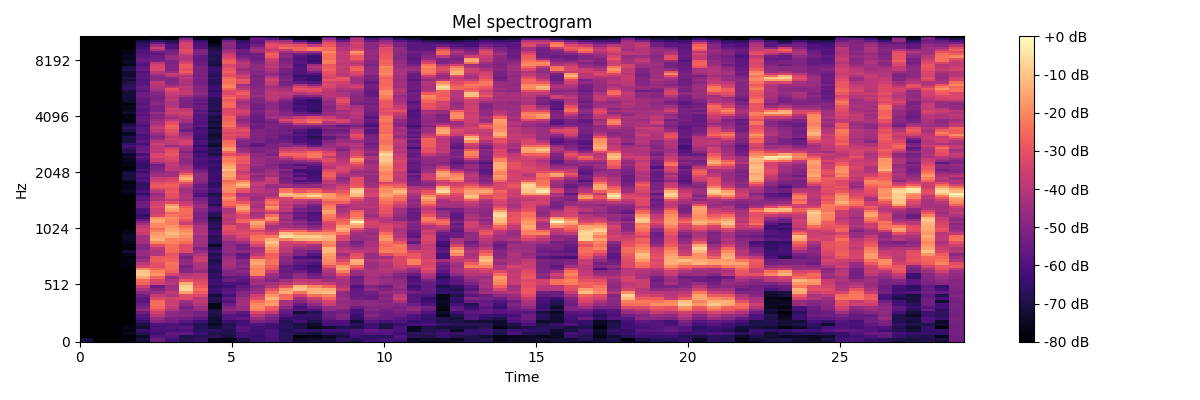 Mel spectrogram
8192
4096
2048
1024
512
0
Hz
0 5 10 15 20 25
Time
+0 dB
-10 dB
-20 dB
-30 dB
-40 dB
-50 dB
-60 dB
-70 dB
-80 dB